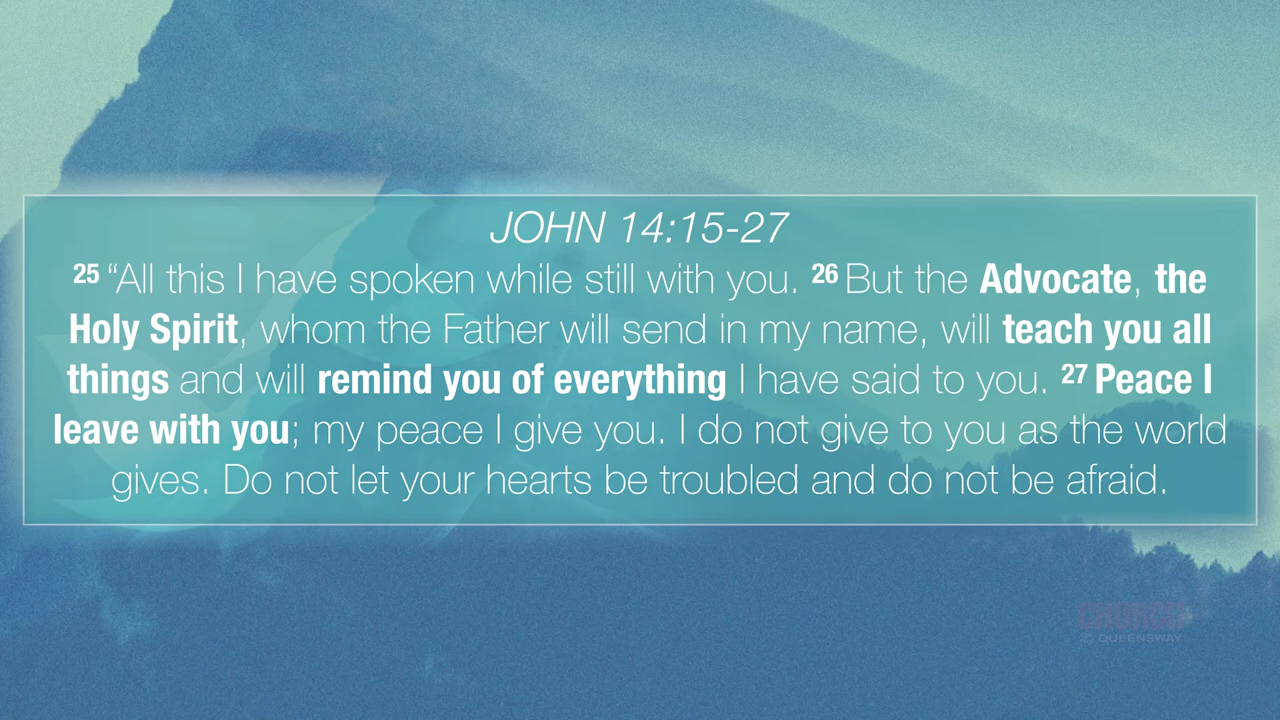 JOHN 14:15-27
25 “All this I have spoken while still with you. 26 But the Advocate, the
Holy Spirit, whom the Father will send in my name, will teach you all
things and will remind you of everything I have said to you. 27 Peace I
leave with you; my peace I give you. I do not give to you as the world
gives. Do not let your hearts be troubled and do not be afraid.
CHURCH
QUEENSWAY